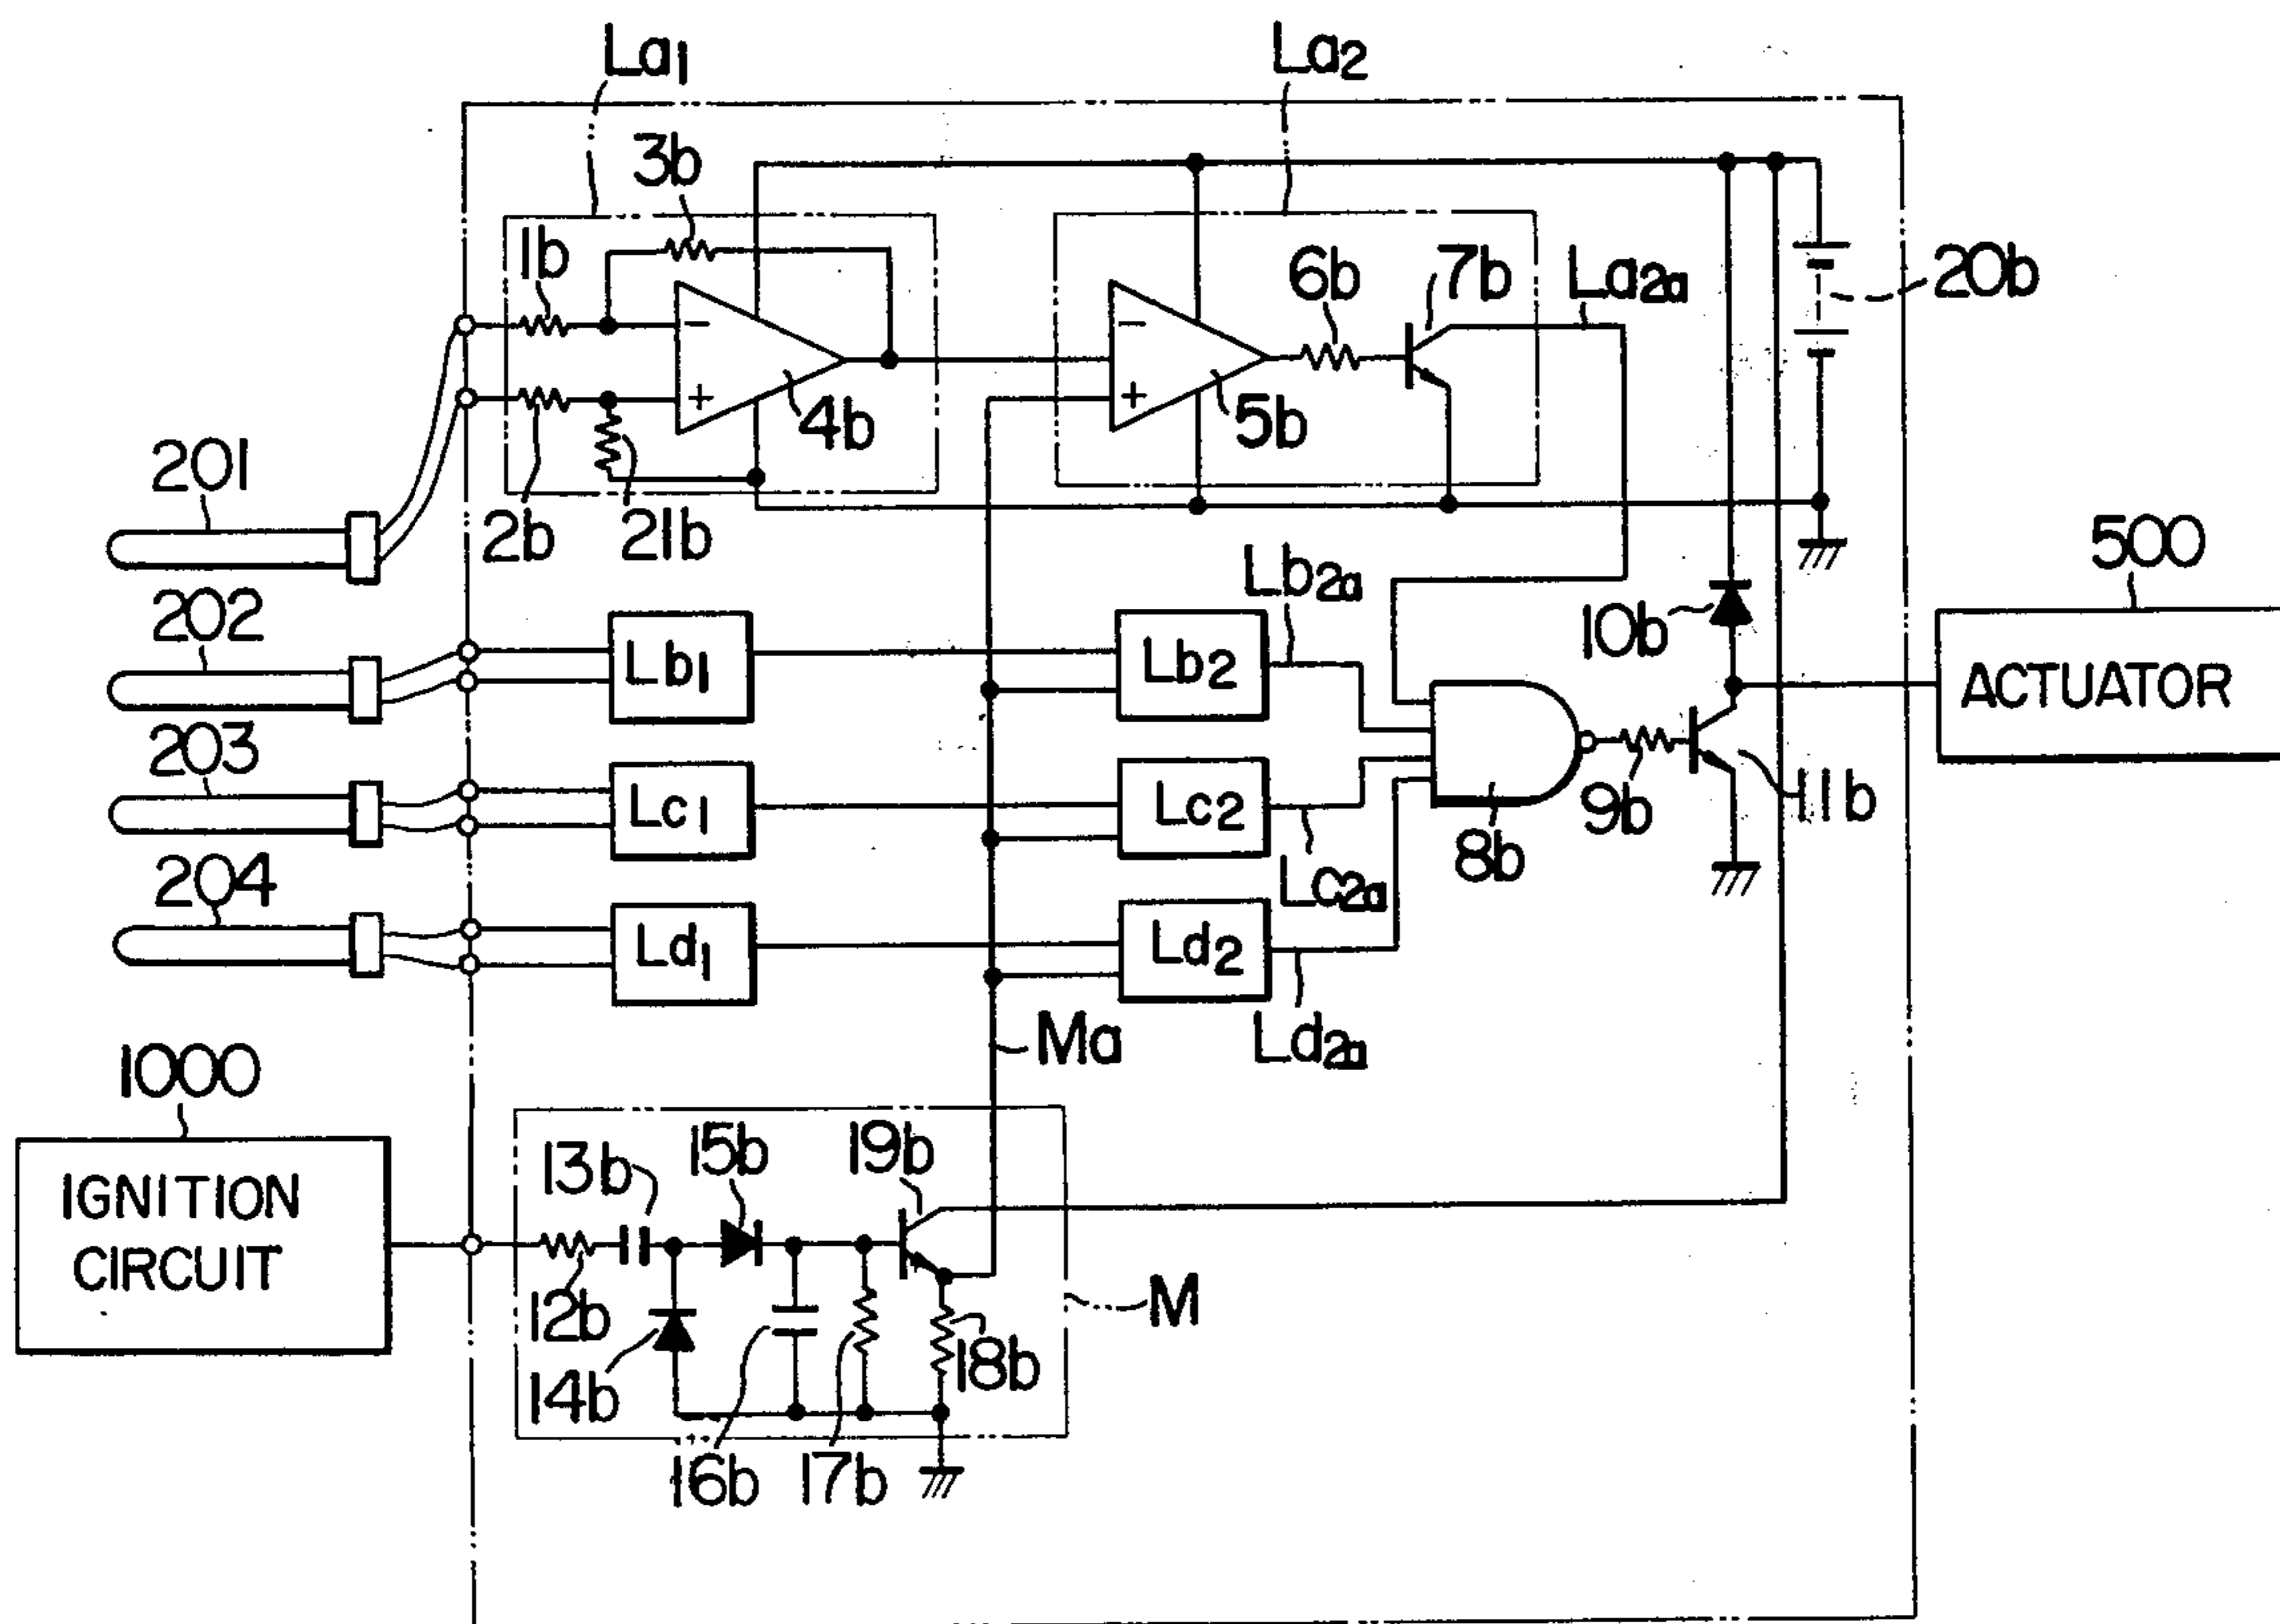 La1
La2
3b
1b
6b
7b
La2a
20b
−
+
4b
−
+
5b
201
2b
21b
500
202
Lb2a
10b
ACTUATOR
Lb1
Lb2
203
Lc1
Lc2
9b
11b
8b
204
Lc2a
Ld1
Ld2
Ma
Ld2a
1000
IGNITION
CIRCUIT
13b
15b
19b
12b
M
14b
18b
16b
17b